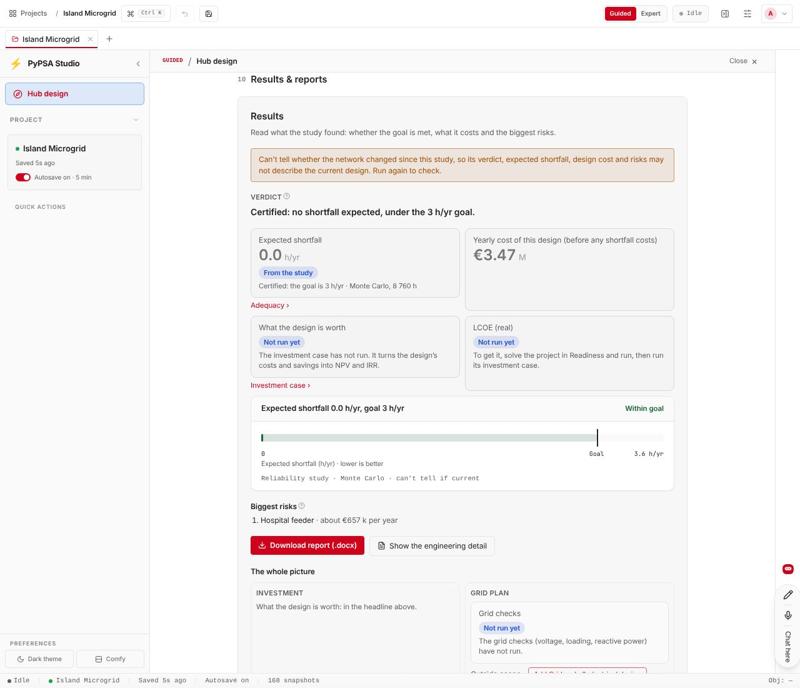 Projects / Island Microgrid
Ctrl K
Guided
Expert
Idle
A
Island Microgrid
PyPSA Studio
GUIDED / Hub design
Close
Hub design
10 Results & reports
PROJECT
Island Microgrid
Saved 5s ago
Autosave on · 5 min
QUICK ACTIONS
Results
Read what the study found: whether the goal is met, what it costs and the biggest risks.
Can't tell whether the network changed since this study, so its verdict, expected shortfall, design cost and risks may
not describe the current design. Run again to check.
VERDICT
Certified: no shortfall expected, under the 3 h/yr goal.
Expected shortfall
0.0 h/yr
From the study
Certified: the goal is 3 h/yr · Monte Carlo, 8 760 h
Adequacy ›
Yearly cost of this design (before any shortfall costs)
€3.47 M
What the design is worth
Not run yet
The investment case has not run. It turns the design's
costs and savings into NPV and IRR.
Investment case ›
LCOE (real)
Not run yet
To get it, solve the project in Readiness and run, then run
its investment case.
Expected shortfall 0.0 h/yr, goal 3 h/yr
Within goal
0
Goal
3.6 h/yr
Expected shortfall (h/yr) · lower is better
Reliability study · Monte Carlo · can't tell if current
Biggest risks
1. Hospital feeder · about €657 k per year
Download report (.docx)
Show the engineering detail
The whole picture
INVESTMENT
What the design is worth: in the headline above.
GRID PLAN
Grid checks
Not run yet
The grid checks (voltage, loading, reactive power)
have not run.
Chat here
PREFERENCES
Dark theme
Comfy
Idle
Island Microgrid
Saved 5s ago
Autosave on
168 snapshots
Obj: —